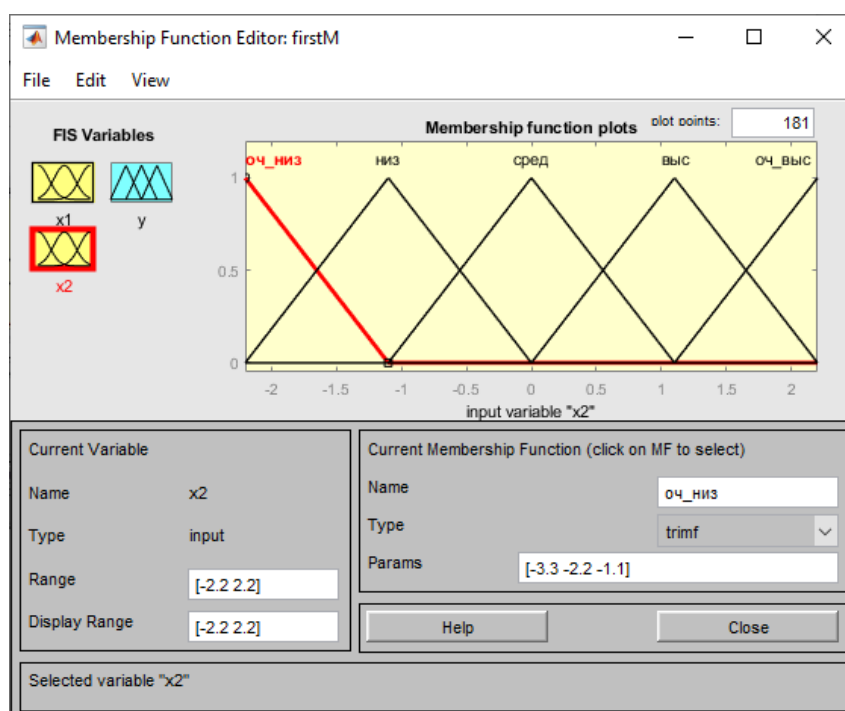 Membership Function Editor: firstM
File Edit View
FIS Variables
Membership function plots plot points: 181
x1 y
x2
оч_низ низ сред выс оч_выс
1
0.5
0
-2 -1.5 -1 -0.5 0 0.5 1 1.5 2
input variable "x2"
Current Variable
Name x2
Type input
Range [-2.2 2.2]
Display Range [-2.2 2.2]
Current Membership Function (click on MF to select)
Name оч_низ
Type trimf
Params [-3.3 -2.2 -1.1]
Help Close
Selected variable "x2"